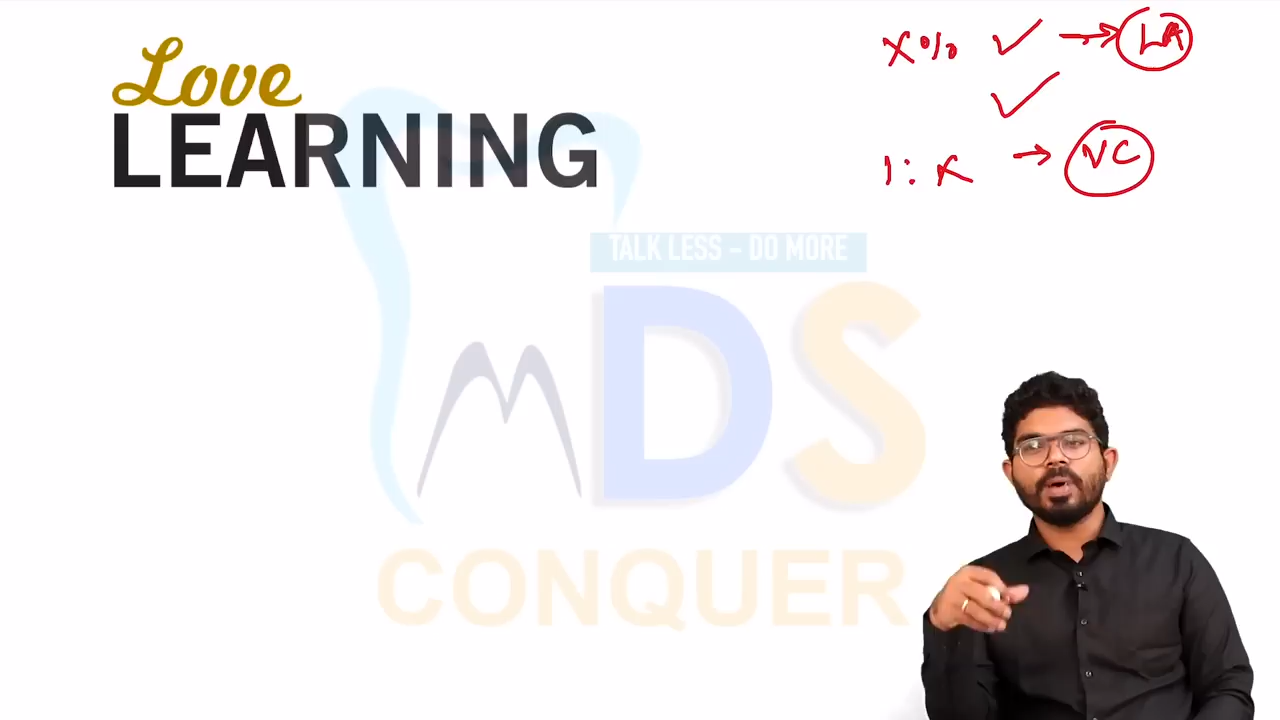 Love
LEARNING
X% ✓ → LA
✓
1: X → VC
TALK LESS – DO MORE
MDS
CONQUER